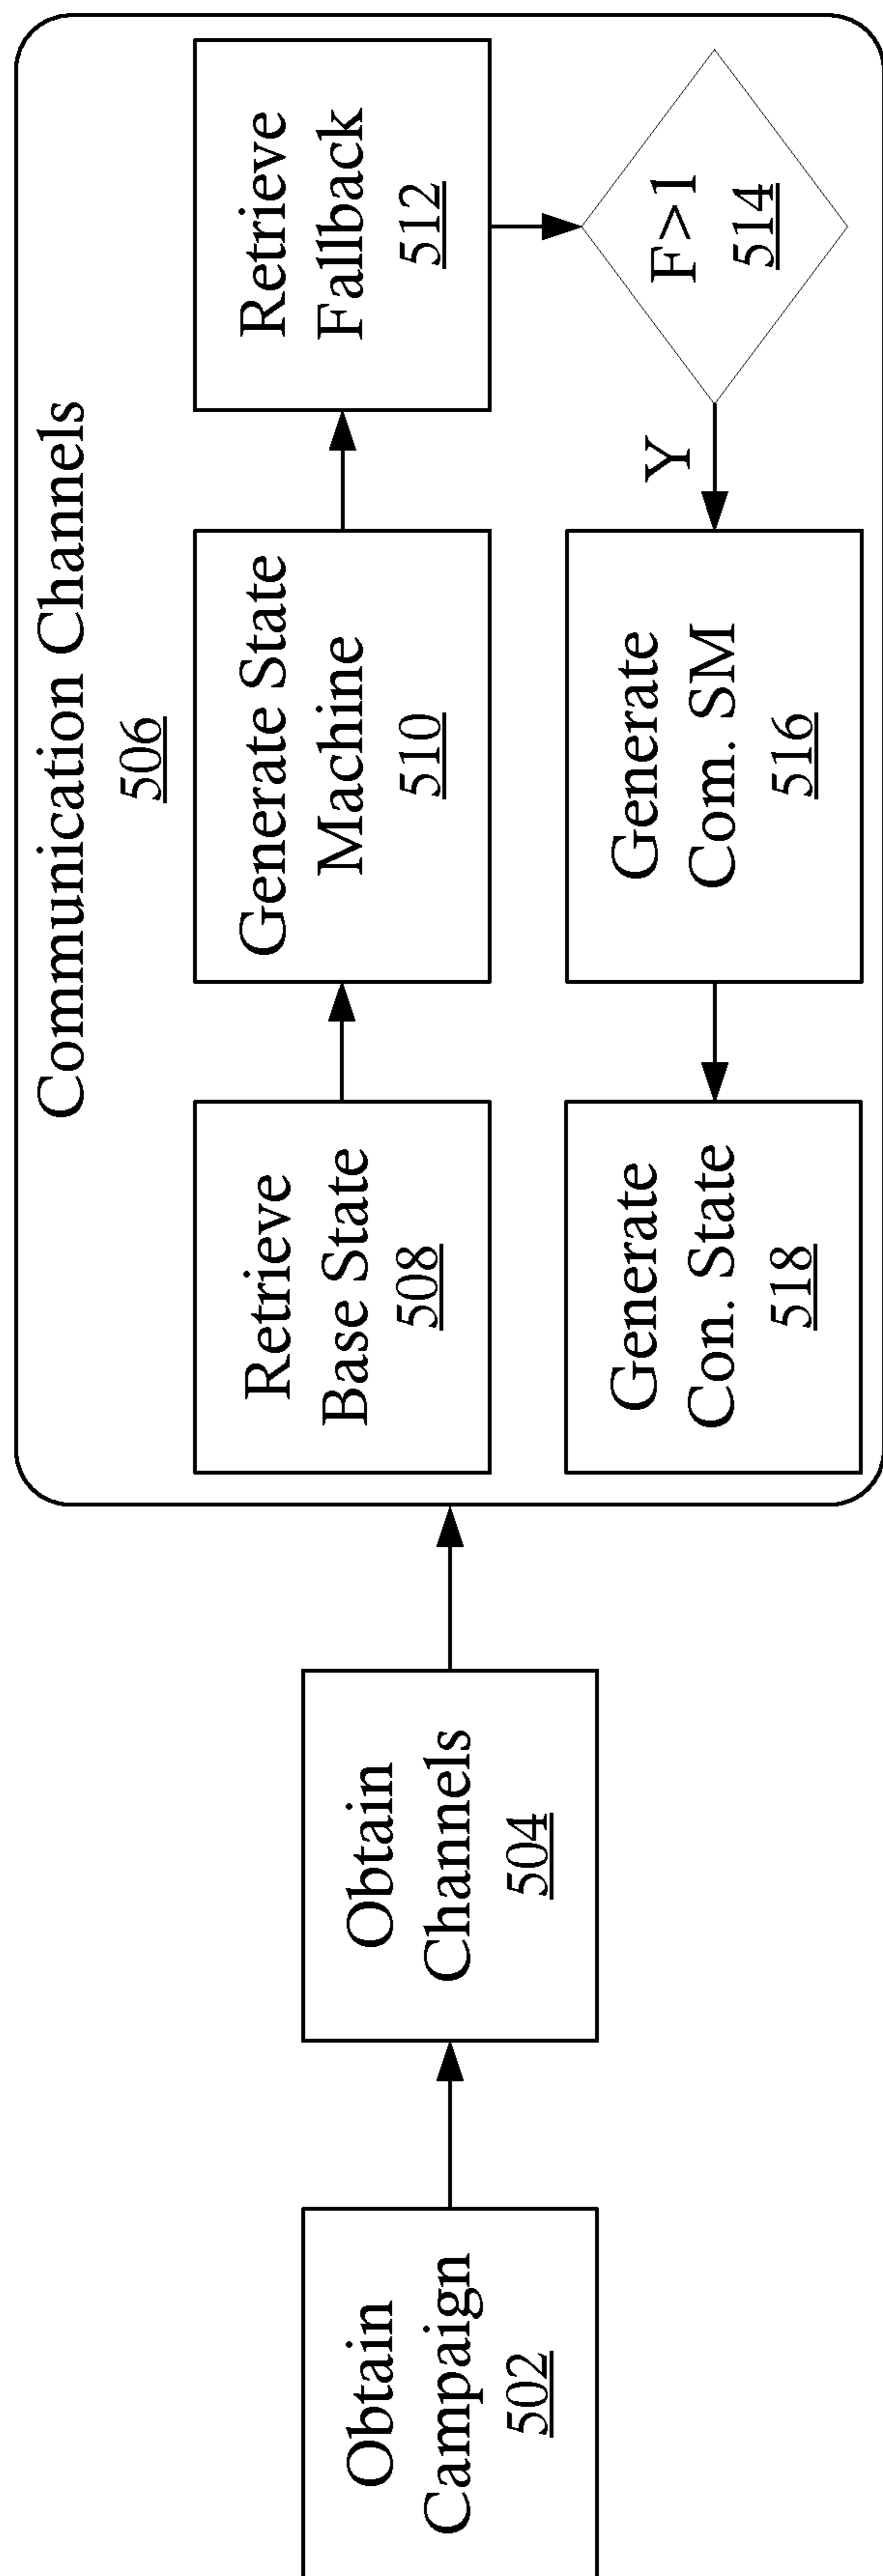 Obtain
Campaign
502
Obtain
Channels
504
Communication Channels
506
Retrieve
Base State
508
Generate State
Machine
510
Retrieve
Fallback
512
F>1
514
Y
Generate
Com. SM
516
Generate
Con. State
518